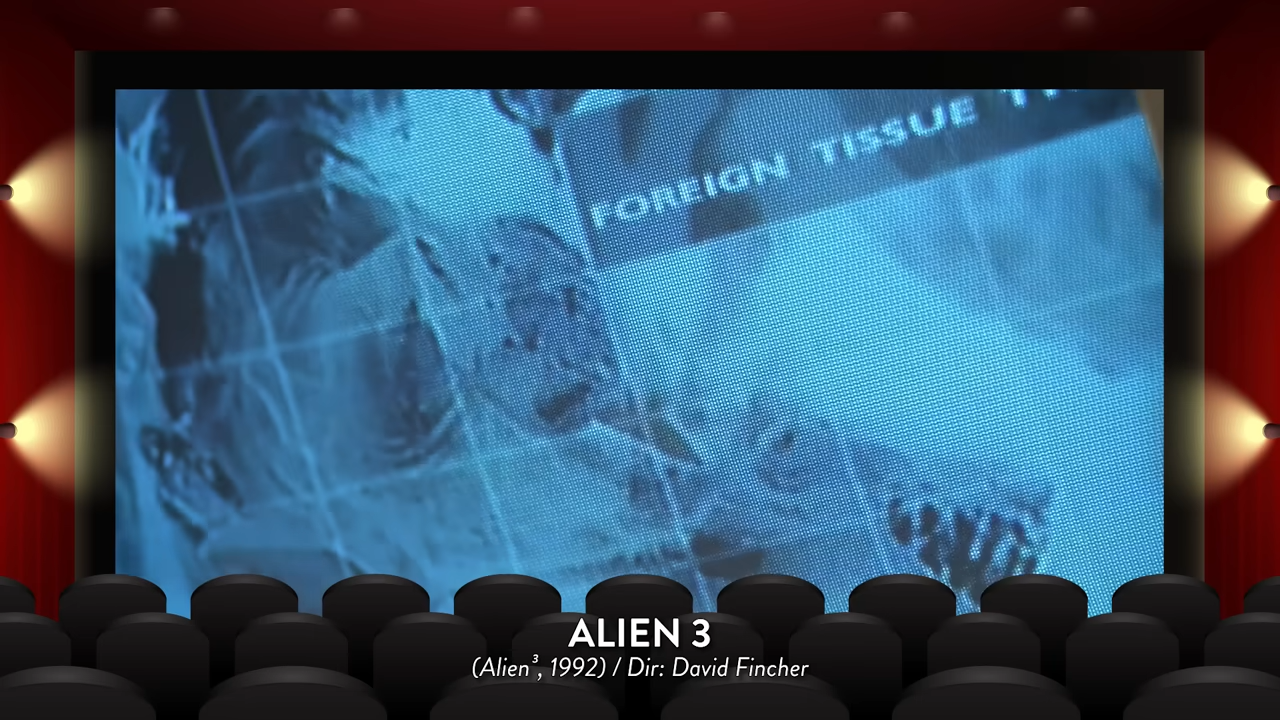 FOREIGN TISSUE
ALIEN 3
(Alien³, 1992) / Dir: David Fincher